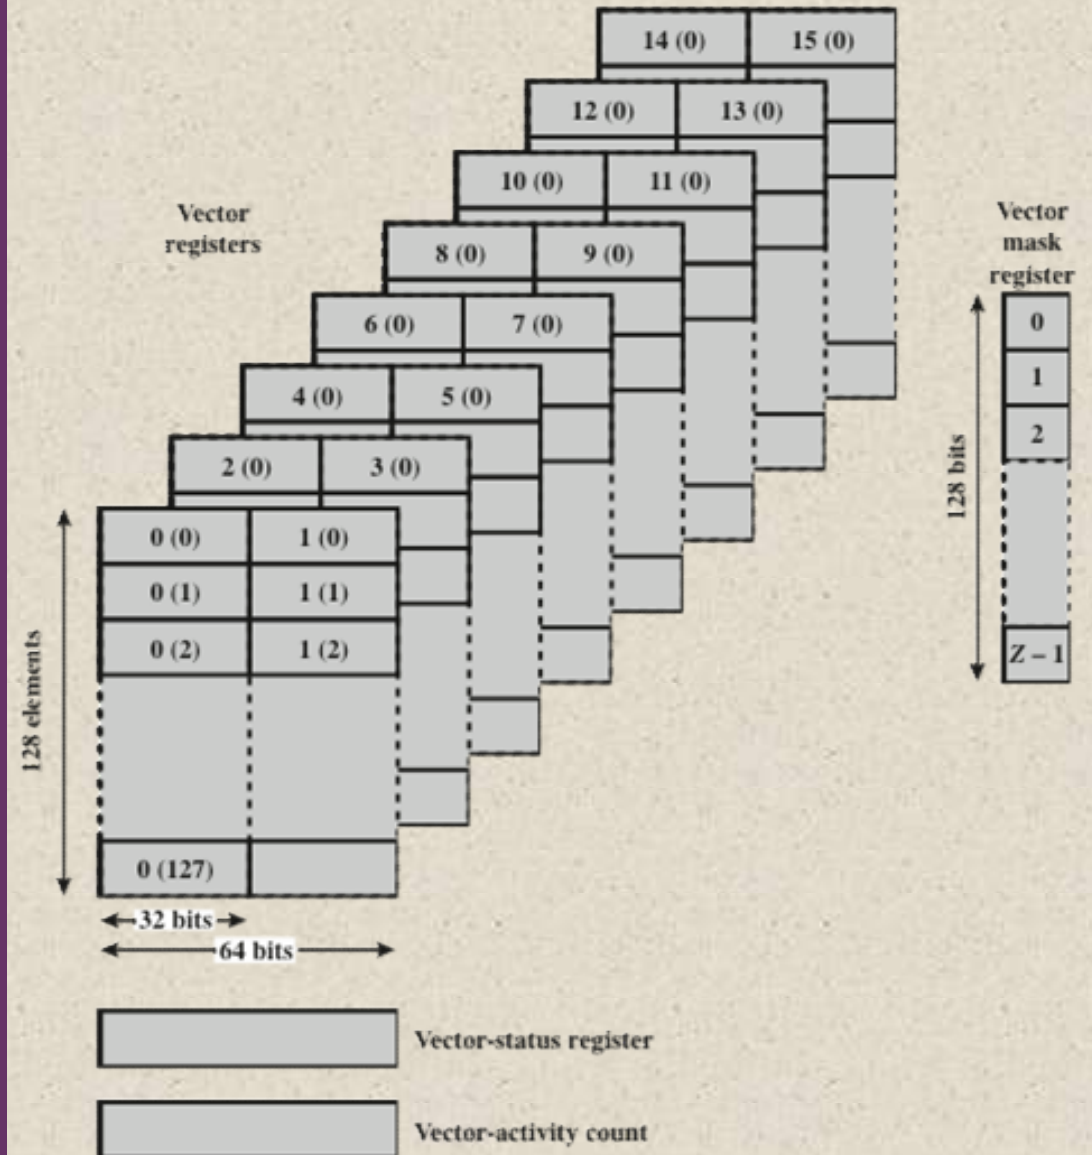 14 (0) 15 (0)
12 (0) 13 (0)
10 (0) 11 (0)
Vector
registers
8 (0) 9 (0)
6 (0) 7 (0)
4 (0) 5 (0)
2 (0) 3 (0)
0 (0) 1 (0)
0 (1) 1 (1)
0 (2) 1 (2)
0 (127)
128 elements
32 bits
64 bits
Vector
mask
register
0
1
2
Z – 1
128 bits
Vector-status register
Vector-activity count